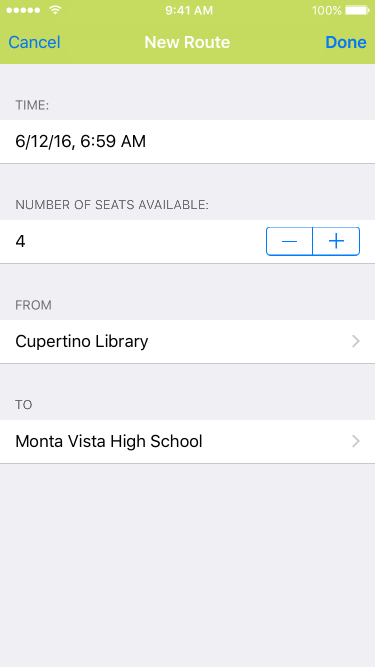 9:41 AM 100%
Cancel New Route Done
TIME:
6/12/16, 6:59 AM
NUMBER OF SEATS AVAILABLE:
4
FROM
Cupertino Library
TO
Monta Vista High School